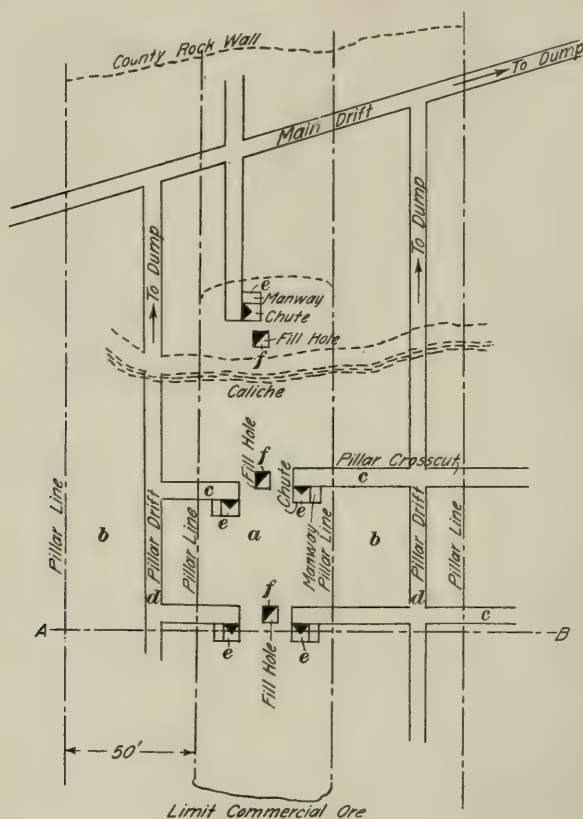 County Rock Wall
To Dump
Main Drift
To Dump
To Dump
e
Manway
Chute
Fill Hole
f
Caliche
Fill Hole
f
Pillar Crosscut
c
c
Chute
e
e
Manway
Pillar Line
b
Pillar Drift
Pillar Line
a
Pillar Line
b
Pillar Drift
Pillar Line
d
f
d
c
A
B
e
e
Fill Hole
50'
Limit Commercial Ore